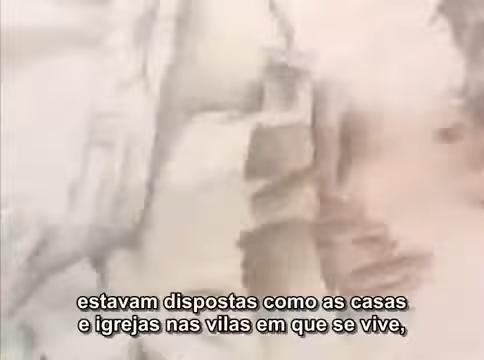 estavam dispostas como as casas
e igrejas nas vilas em que se vive,